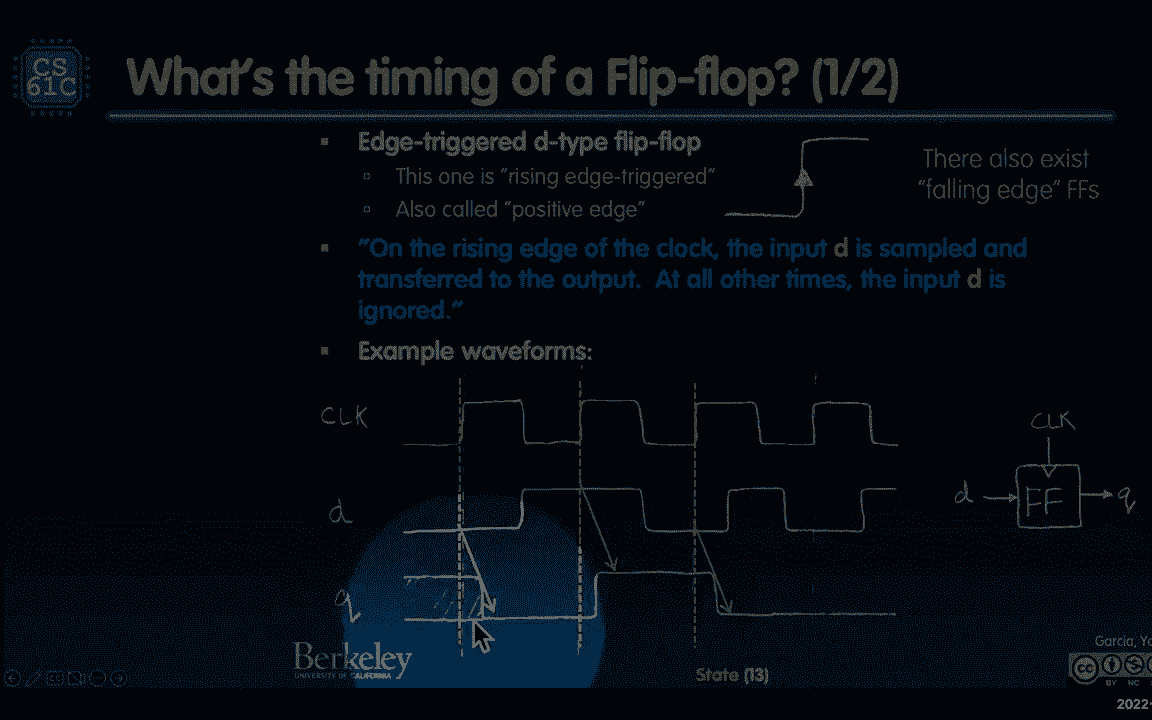 CS
61C
What's the timing of a Flip-flop? (1/2)
Edge-triggered d-type flip-flop
This one is "rising edge-triggered"
Also called "positive edge"
There also exist
"falling edge" FFs
"On the rising edge of the clock, the input d is sampled and
transferred to the output. At all other times, the input d is
ignored."
Example waveforms:
CLK
d
q
CLK
d
FF
q
Berkeley
UNIVERSITY OF CALIFORNIA
State (13)
Garcia,
BY NC
2022